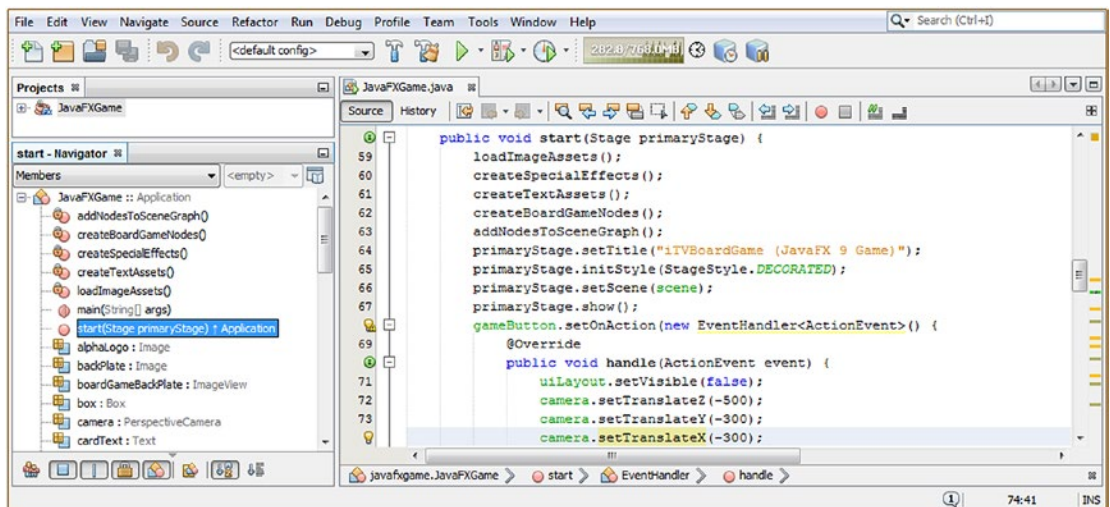 File Edit View Navigate Source Refactor Run Debug Profile Team Tools Window Help
Search (Ctrl+I)
<default config>
282.8/768.0MB
Projects
JavaFXGame
start - Navigator
Members
<empty>
JavaFXGame :: Application
addNodesToSceneGraph()
createBoardGameNodes()
createSpecialEffects()
createTextAssets()
loadImageAssets()
main(String[] args)
start(Stage primaryStage) ↑ Application
alphaLogo : Image
backPlate : Image
boardGameBackPlate : ImageView
box : Box
camera : PerspectiveCamera
cardText : Text
JavaFXGame.java
Source History
public void start(Stage primaryStage) {
59 loadImageAssets();
60 createSpecialEffects();
61 createTextAssets();
62 createBoardGameNodes();
63 addNodesToSceneGraph();
64 primaryStage.setTitle("iTVBoardGame (JavaFX 9 Game)");
65 primaryStage.initStyle(StageStyle.DECORATED);
66 primaryStage.setScene(scene);
67 primaryStage.show();
gameButton.setOnAction(new EventHandler<ActionEvent>() {
69 @Override
public void handle(ActionEvent event) {
71 uiLayout.setVisible(false);
72 camera.setTranslateZ(-500);
73 camera.setTranslateY(-300);
camera.setTranslateX(-300);
javafxgame.JavaFXGame start EventHandler handle
1 74:41 INS